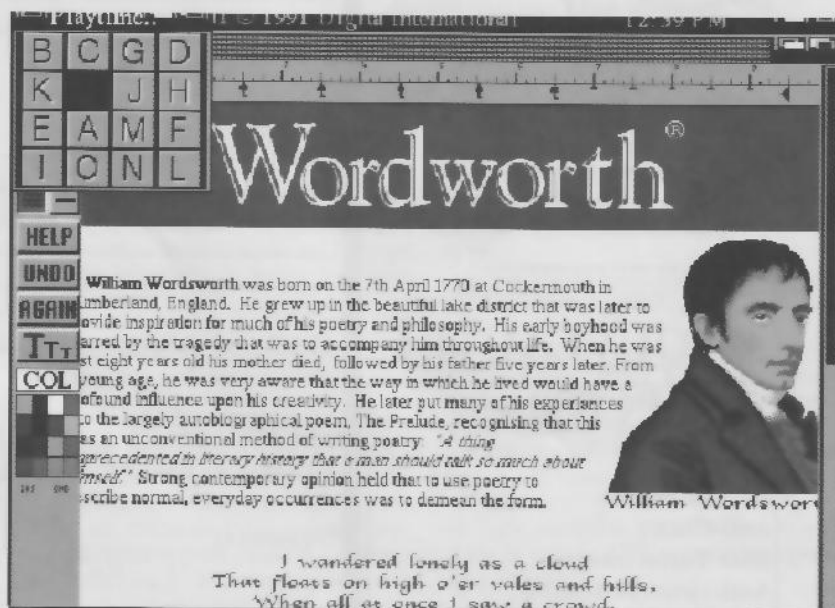 Playtime..
© 1991 Digita International 12:39 PM
B C G D
K J H
E A M F
I O N L
Wordworth®
HELP
UNDO
AGAIN
TTT
COL
William Wordsworth was born on the 7th April 1770 at Cockermouth in
umberland, England. He grew up in the beautiful lake district that was later to
ovide inspiration for much of his poetry and philosophy. His early boyhood was
arred by the tragedy that was to accompany him throughout life. When he was
st eight years old his mother died, followed by his father five years later. From
young age, he was very aware that the way in which he lived would have a
ofound influence upon his creativity. He later put many of his experiences
to the largely autobiographical poem, The Prelude, recognising that this
as an unconventional method of writing poetry: "A thing
precedented in literary history that a man should talk so much about
mself." Strong contemporary opinion held that to use poetry to
scribe normal, everyday occurrences was to demean the form.
William Wordswor
I wandered lonely as a cloud
That floats on high o'er vales and hills,
When all at once I saw a crowd,